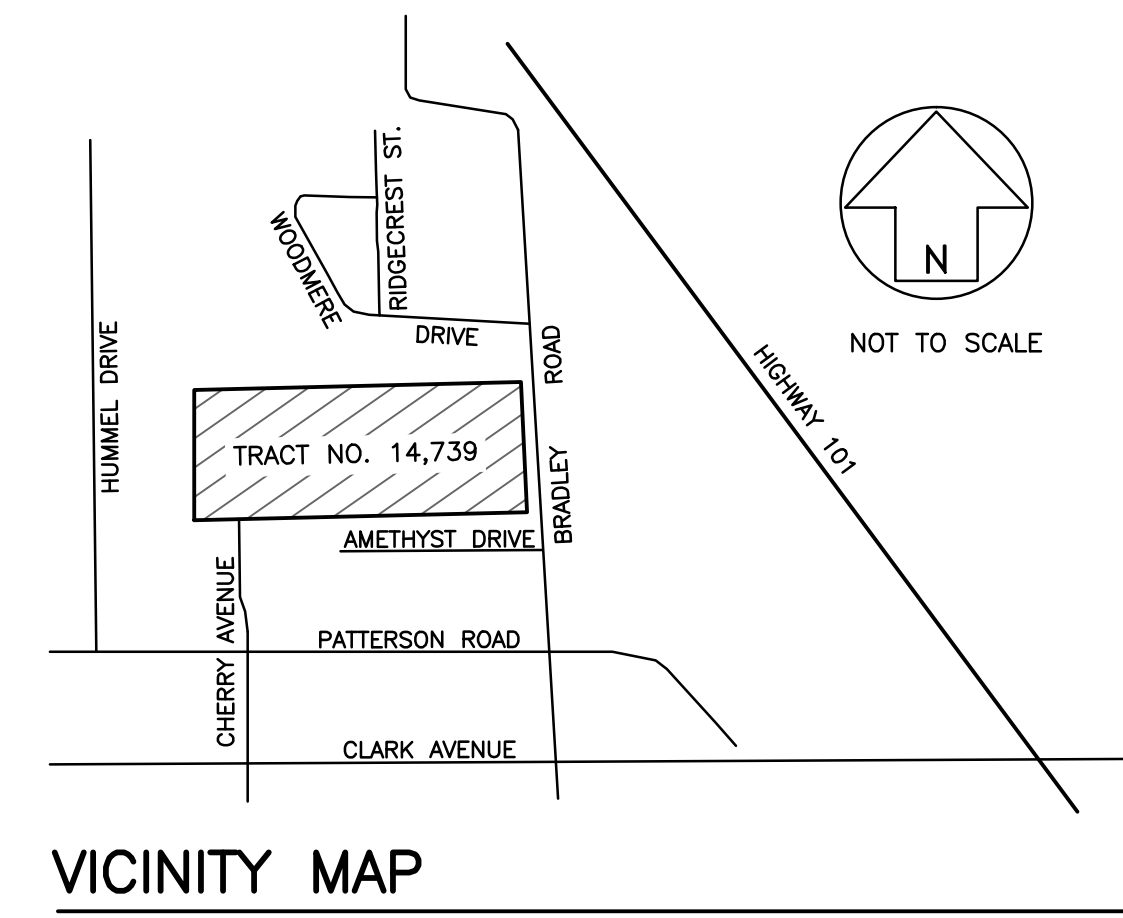 RIDGECREST ST.
WOODMERE
DRIVE
N
NOT TO SCALE
HUMMEL DRIVE
BRADLEY ROAD
HIGHWAY 101
TRACT NO. 14,739
AMETHYST DRIVE
CHERRY AVENUE
PATTERSON ROAD
CLARK AVENUE
VICINITY MAP